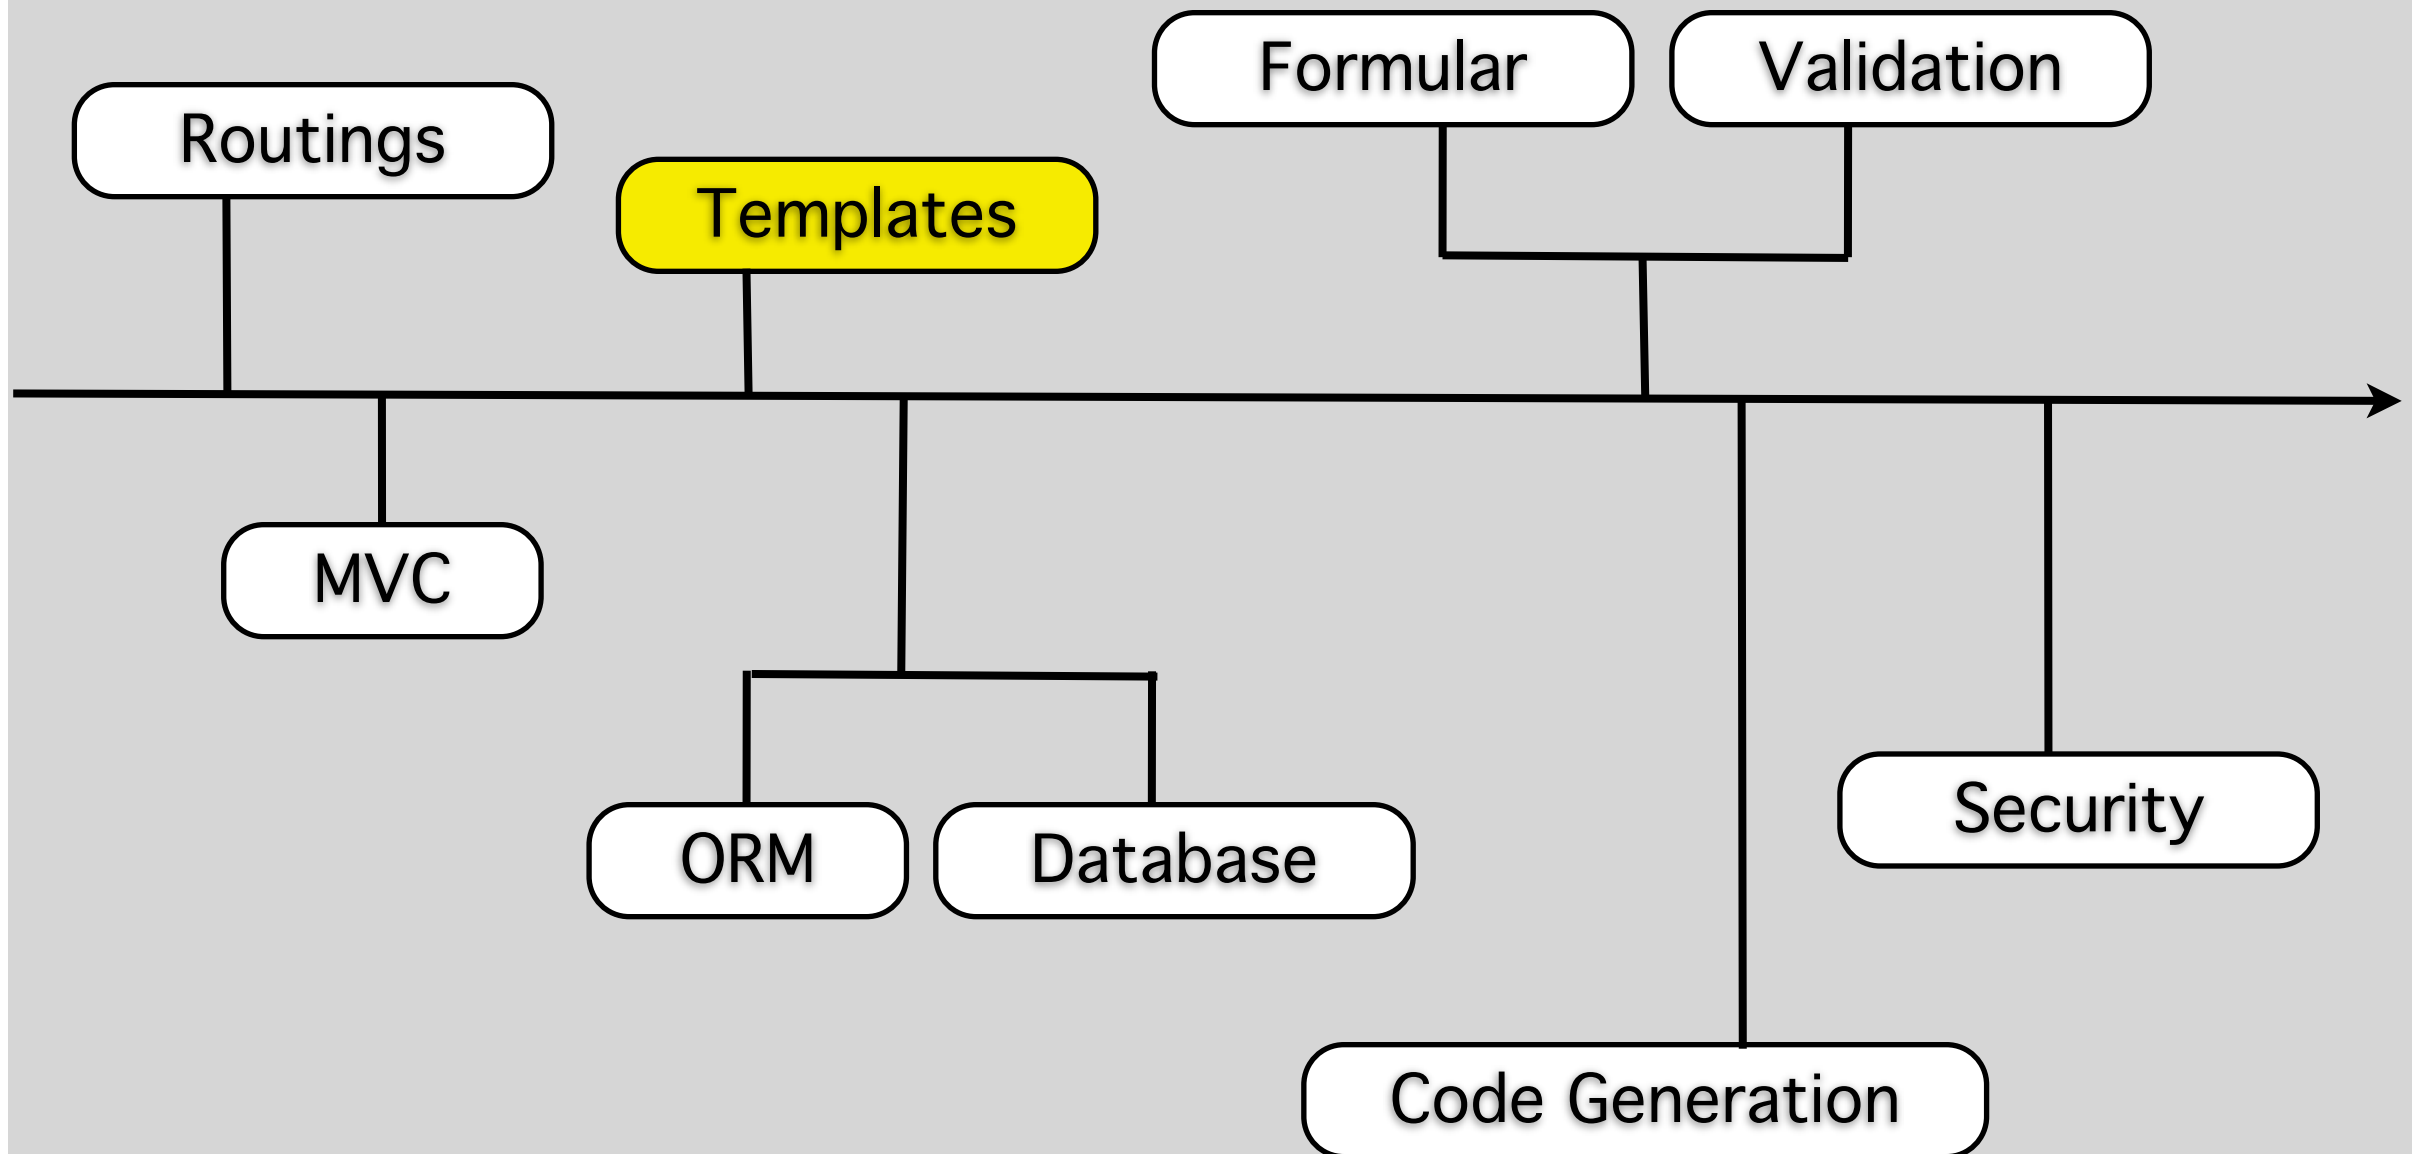 Formular
Validation
Routings
Templates
MVC
ORM
Database
Security
Code Generation